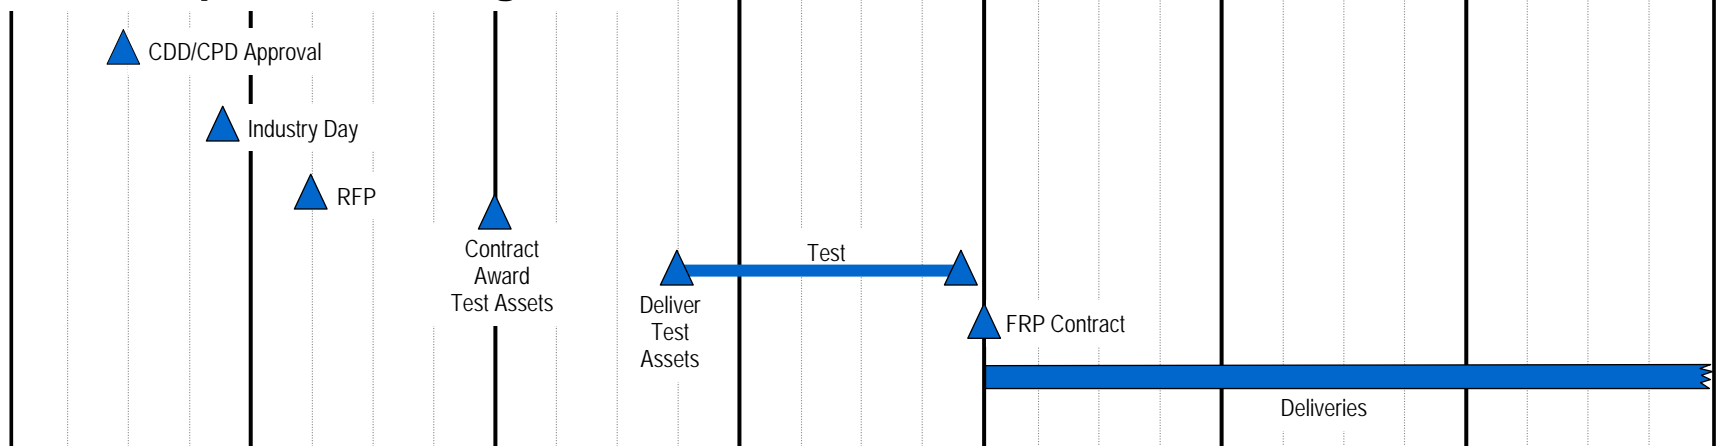 CDD/CPD Approval
Industry Day
RFP
Contract
Award
Test Assets
Test
Deliver
Test
Assets
FRP Contract
Deliveries